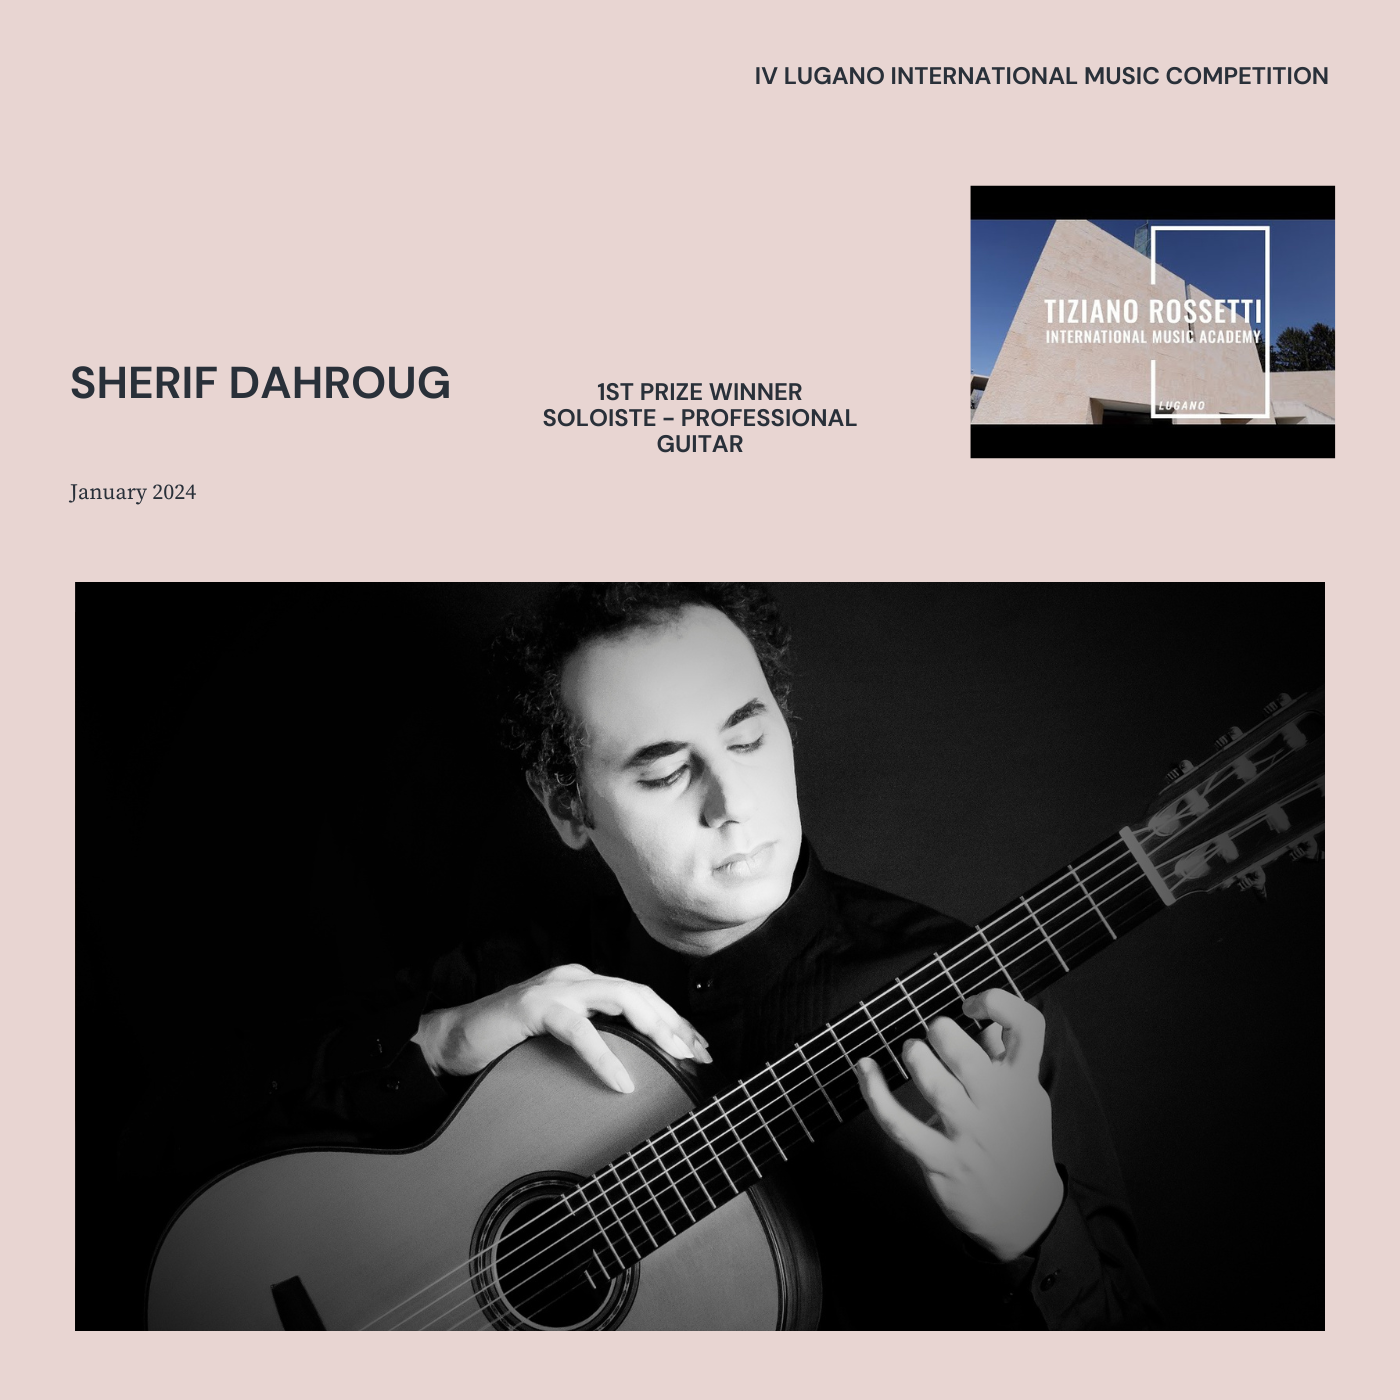 IV LUGANO INTERNATIONAL MUSIC COMPETITION
TIZIANO ROSSETTI
INTERNATIONAL MUSIC ACADEMY
LUGANO
SHERIF DAHROUG
1ST PRIZE WINNER
SOLOISTE – PROFESSIONAL
GUITAR
January 2024